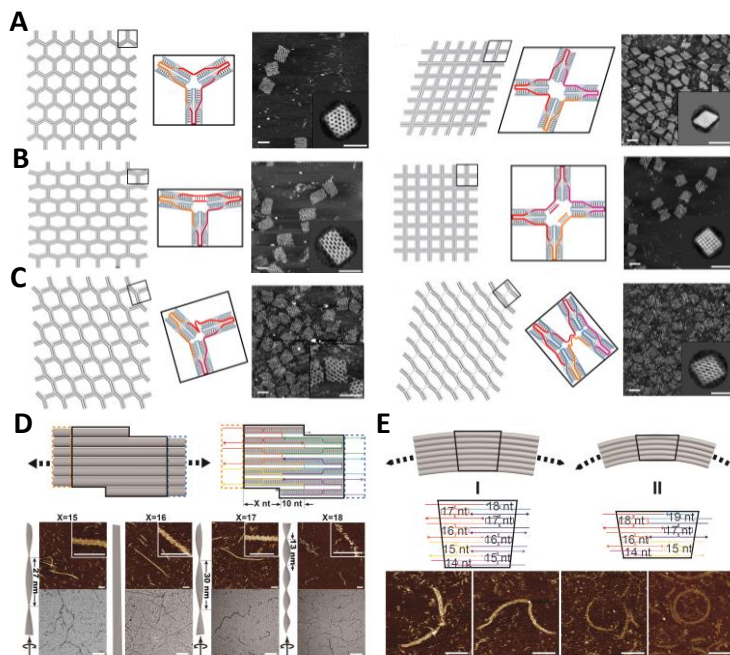 A
B
C
D
X nt
10 nt
X=15
X=16
X=17
X=18
27 nm
30 nm
13 nm
E
I
II
18 nt
17 nt
17 nt
16 nt
16 nt
15 nt
15 nt
14 nt
19 nt
18 nt
17 nt
16 nt
15 nt
14 nt